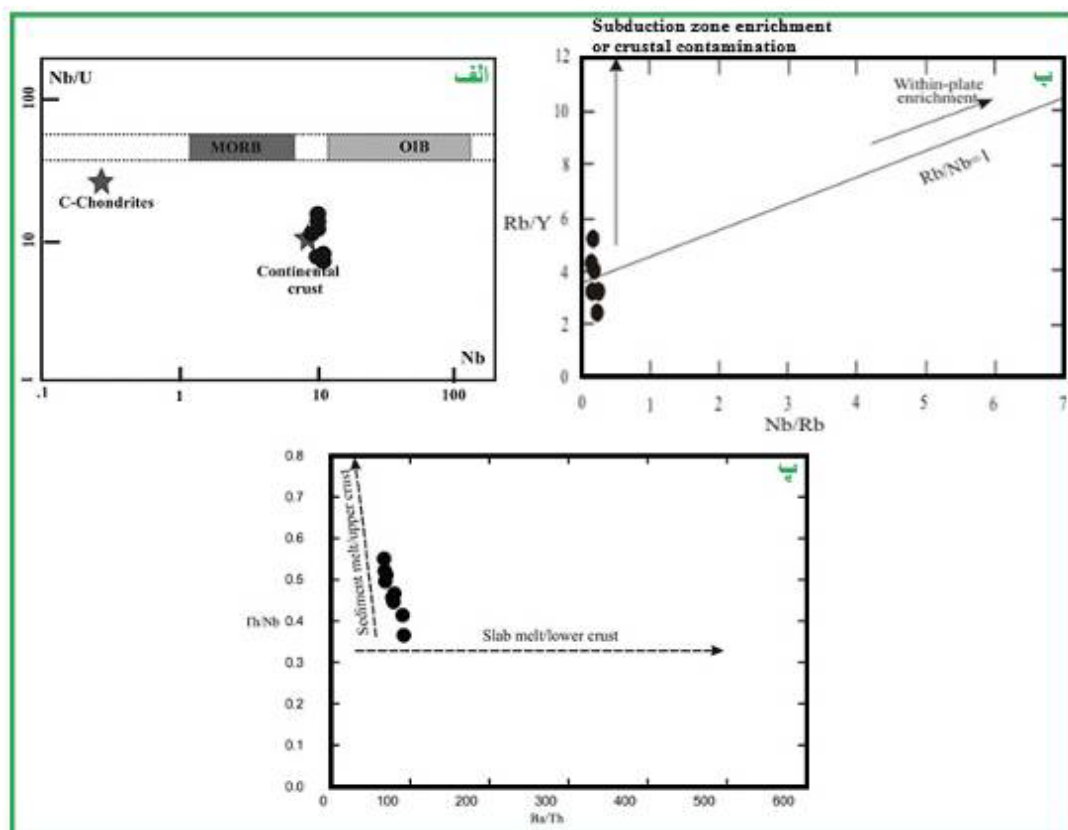 Nb/U
الف
100
10
1
MORB
OIB
C-Chondrites
Continental
crust
Nb
.1
1
10
100
Subduction zone enrichment
or crustal contamination
ب
12
10
8
6
4
2
0
Rb/Y
Within-plate
enrichment
Rb/Nb=1
0
1
2
3
4
5
6
7
Nb/Rb
پ
0.8
0.7
0.6
0.5
0.4
0.3
0.2
0.1
0.0
Th/Nb
Sediment melt/upper crust
Slab melt/lower crust
0
100
200
300
400
500
600
Ba/Th